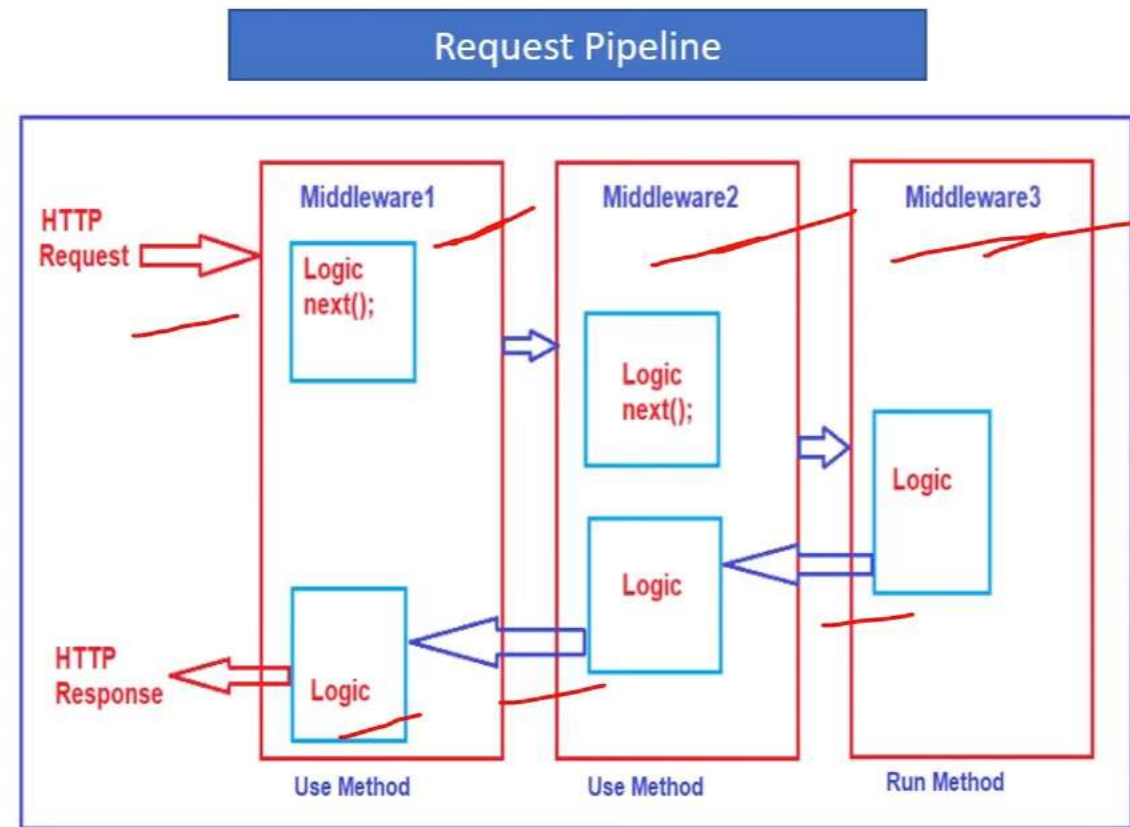 Request Pipeline
Middleware1
Middleware2
Middleware3
HTTP
Request
Logic
next();
Logic
next();
Logic
Logic
HTTP
Response
Logic
Use Method
Use Method
Run Method